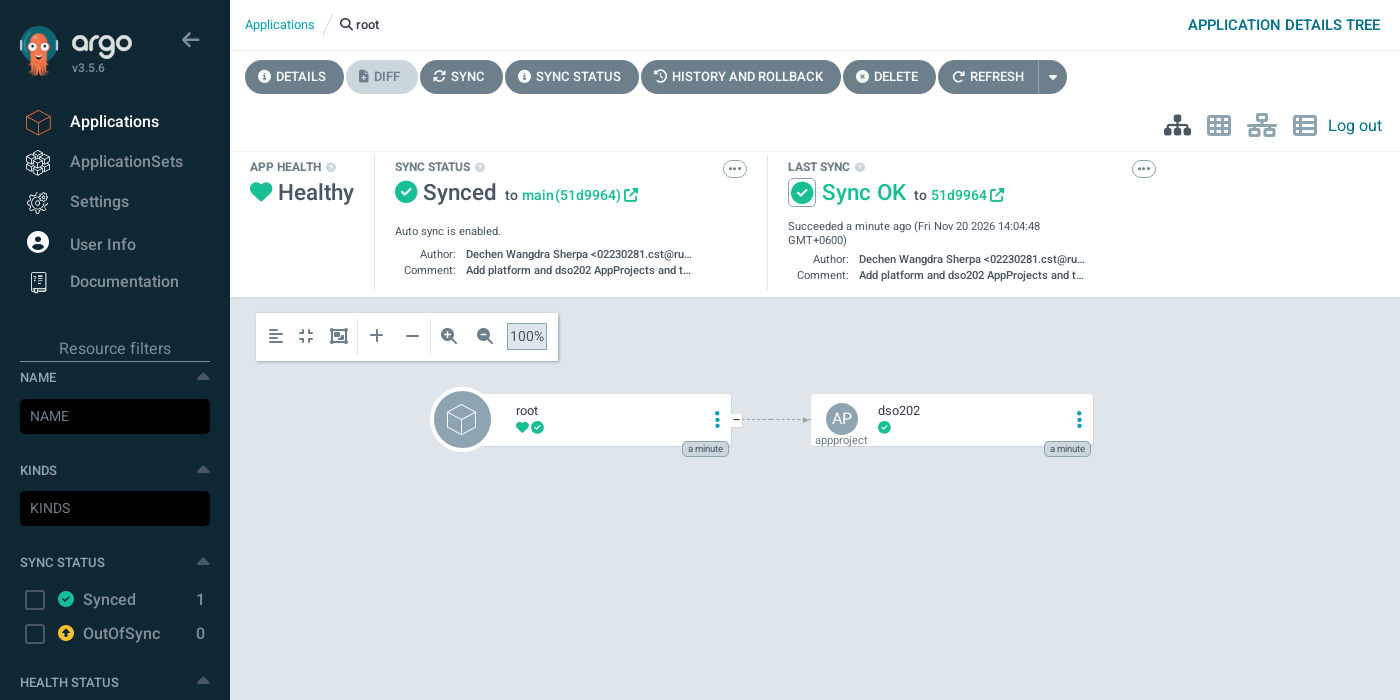 argo
v3.5.6
Applications
ApplicationSets
Settings
User Info
Documentation
Resource filters
NAME
NAME
KINDS
KINDS
SYNC STATUS
Synced 1
OutOfSync 0
HEALTH STATUS
Applications / root
APPLICATION DETAILS TREE
DETAILS DIFF SYNC SYNC STATUS HISTORY AND ROLLBACK DELETE REFRESH
Log out
APP HEALTH
Healthy
SYNC STATUS
Synced to main (51d9964)
Auto sync is enabled.
Author: Dechen Wangdra Sherpa <02230281.cst@ru…
Comment: Add platform and dso202 AppProjects and t…
LAST SYNC
Sync OK to 51d9964
Succeeded a minute ago (Fri Nov 20 2026 14:04:48
GMT+0600)
Author: Dechen Wangdra Sherpa <02230281.cst@ru…
Comment: Add platform and dso202 AppProjects and t…
100%
root
a minute
AP
appproject
dso202
a minute